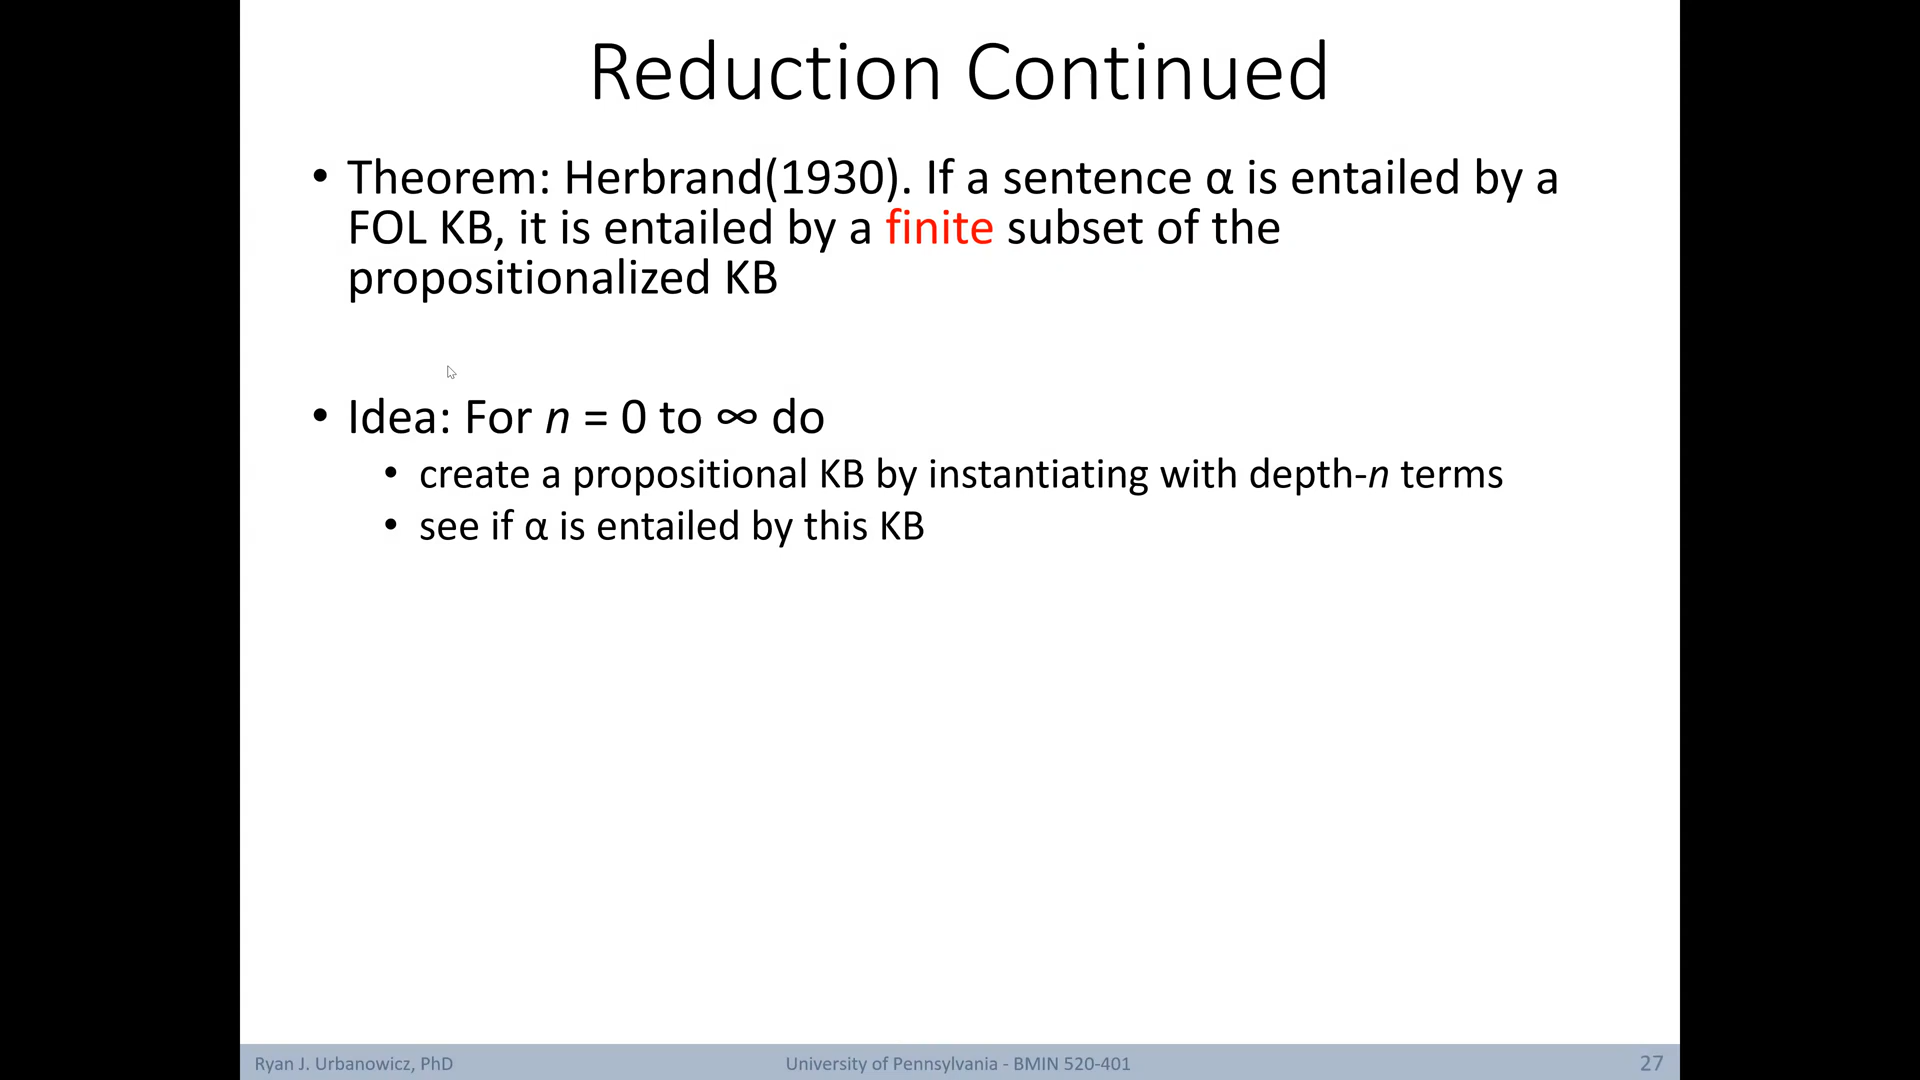 Reduction Continued
• Theorem: Herbrand(1930). If a sentence α is entailed by a
FOL KB, it is entailed by a finite subset of the
propositionalized KB
• Idea: For n = 0 to ∞ do
• create a propositional KB by instantiating with depth-n terms
• see if α is entailed by this KB
Ryan J. Urbanowicz, PhD
University of Pennsylvania - BMIN 520-401
27